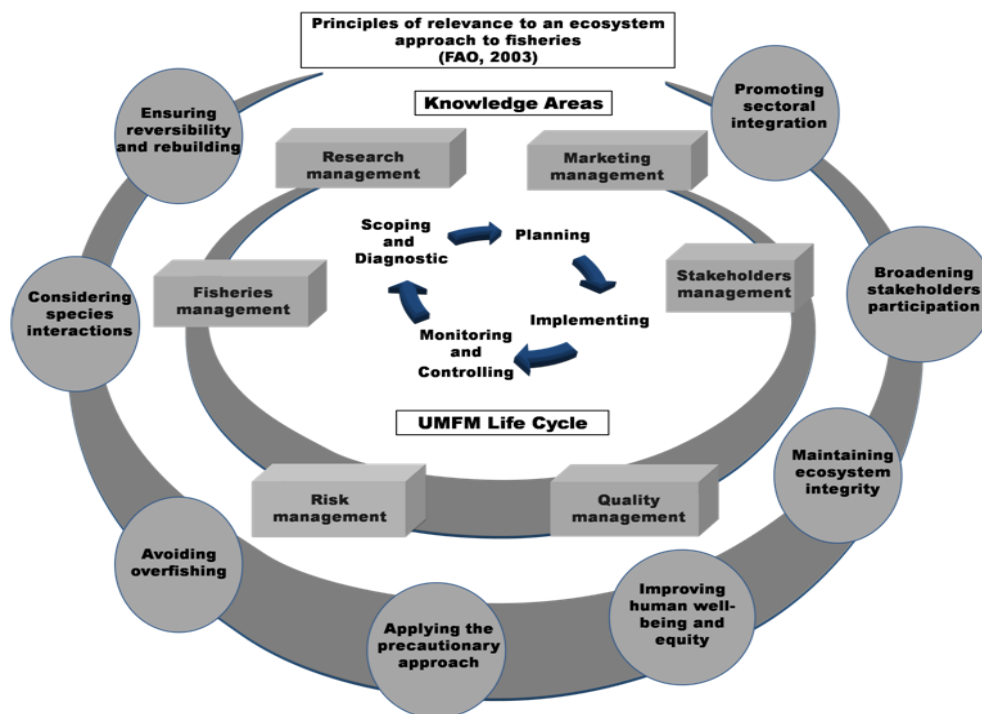 Principles of relevance to an ecosystem
approach to fisheries
(FAO, 2003)
Ensuring
reversibility
and rebuilding
Promoting
sectoral
integration
Knowledge Areas
Research
management
Marketing
management
Scoping
and
Diagnostic
Planning
Considering
species
interactions
Fisheries
management
Stakeholders
management
Broadening
stakeholders
participation
Implementing
Monitoring
and
Controlling
UMFM Life Cycle
Maintaining
ecosystem
integrity
Risk
management
Quality
management
Avoiding
overfishing
Improving
human well-
being and
equity
Applying the
precautionary
approach